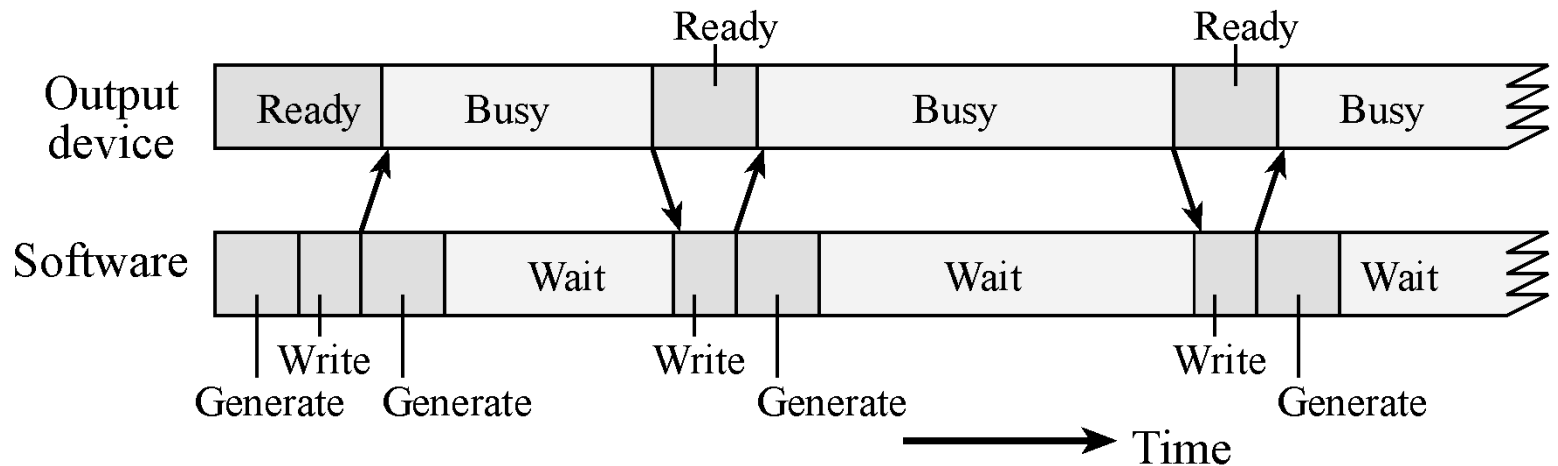 Ready
Ready
Output
device
Ready
Busy
Busy
Busy
Software
Wait
Wait
Wait
Write
Write
Write
Generate
Generate
Generate
Generate
Time